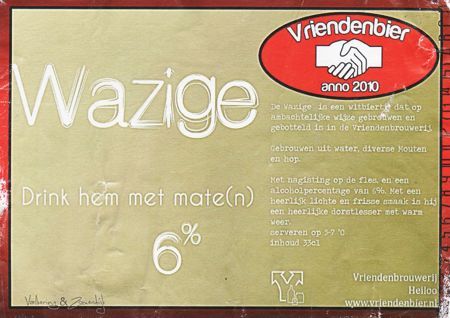 Vriendenbier
anno 2010
Wazige
Drink hem met mate(n)
6%
De Wazige is een witbiertje dat op
ambachtelijke wijze gebrouwen en
gebotteld is in de Vriendenbrouwerij
Gebrouwen uit water, diverse Mouten
en hop.
Met nagisting op de fles, en een
alcoholpercentage van 6%. Met een
heerlijk lichte en frisse smaak is hij
een heerlijke dorstlesser met warm
weer.
serveren op 5-7 °C
inhoud 33cl
Vriendenbrouwerij
Heiloo
www.vriendenbier.nl